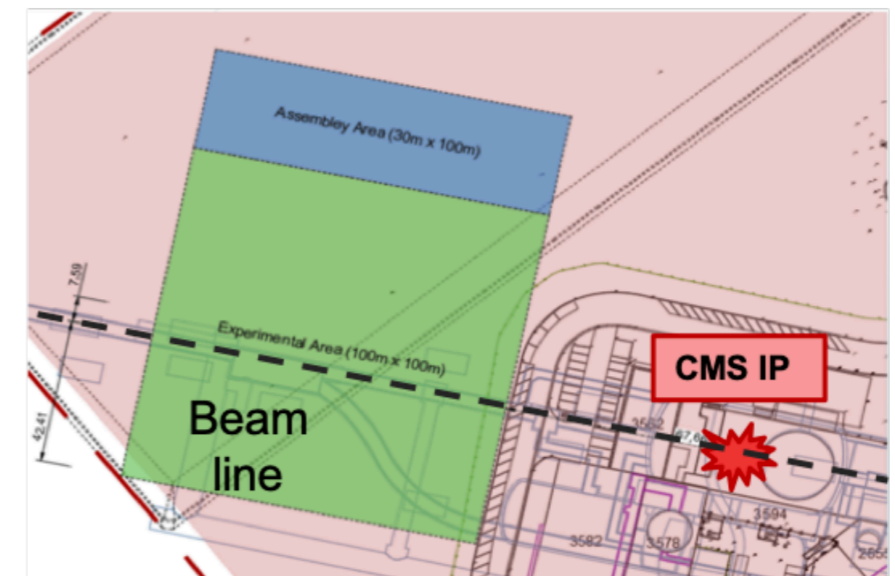 Assembley Area (30m x 100m)
7.59
Experimental Area (100m x 100m)
CMS IP
Beam
line
42.41
3562
3594
3582
3578